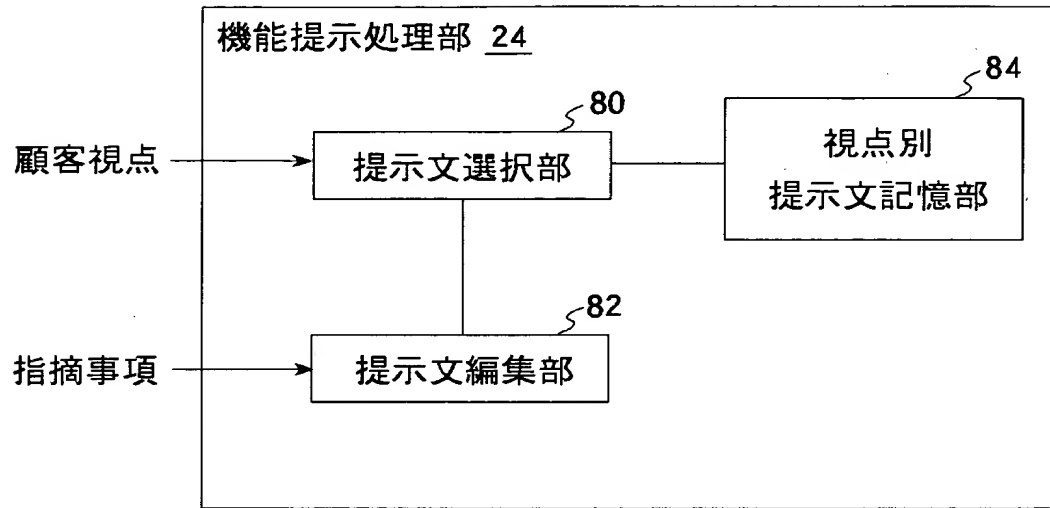 機能提示処理部 24
84
80
視点別
提示文記憶部
顧客視点
提示文選択部
82
指摘事項
提示文編集部